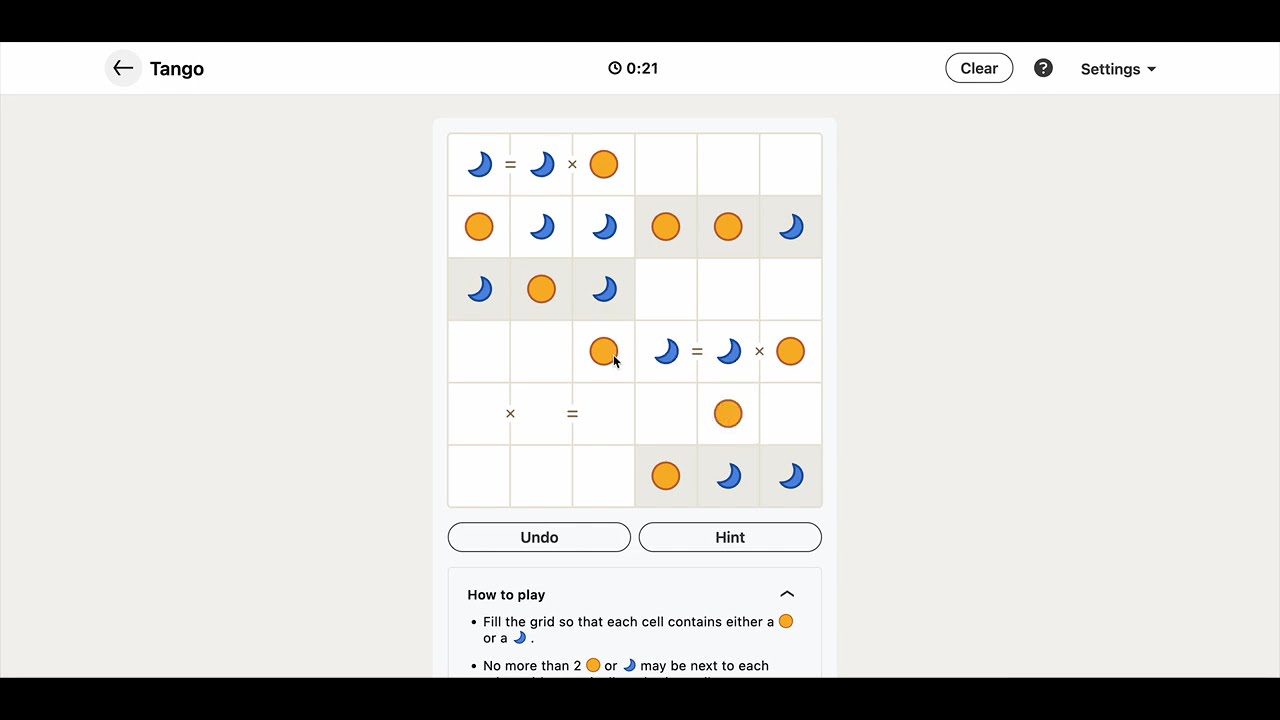 Tango
0:21
Clear
?
Settings
= ×
= ×
× =
Undo
Hint
How to play
• Fill the grid so that each cell contains either a
or a .
• No more than 2 or may be next to each